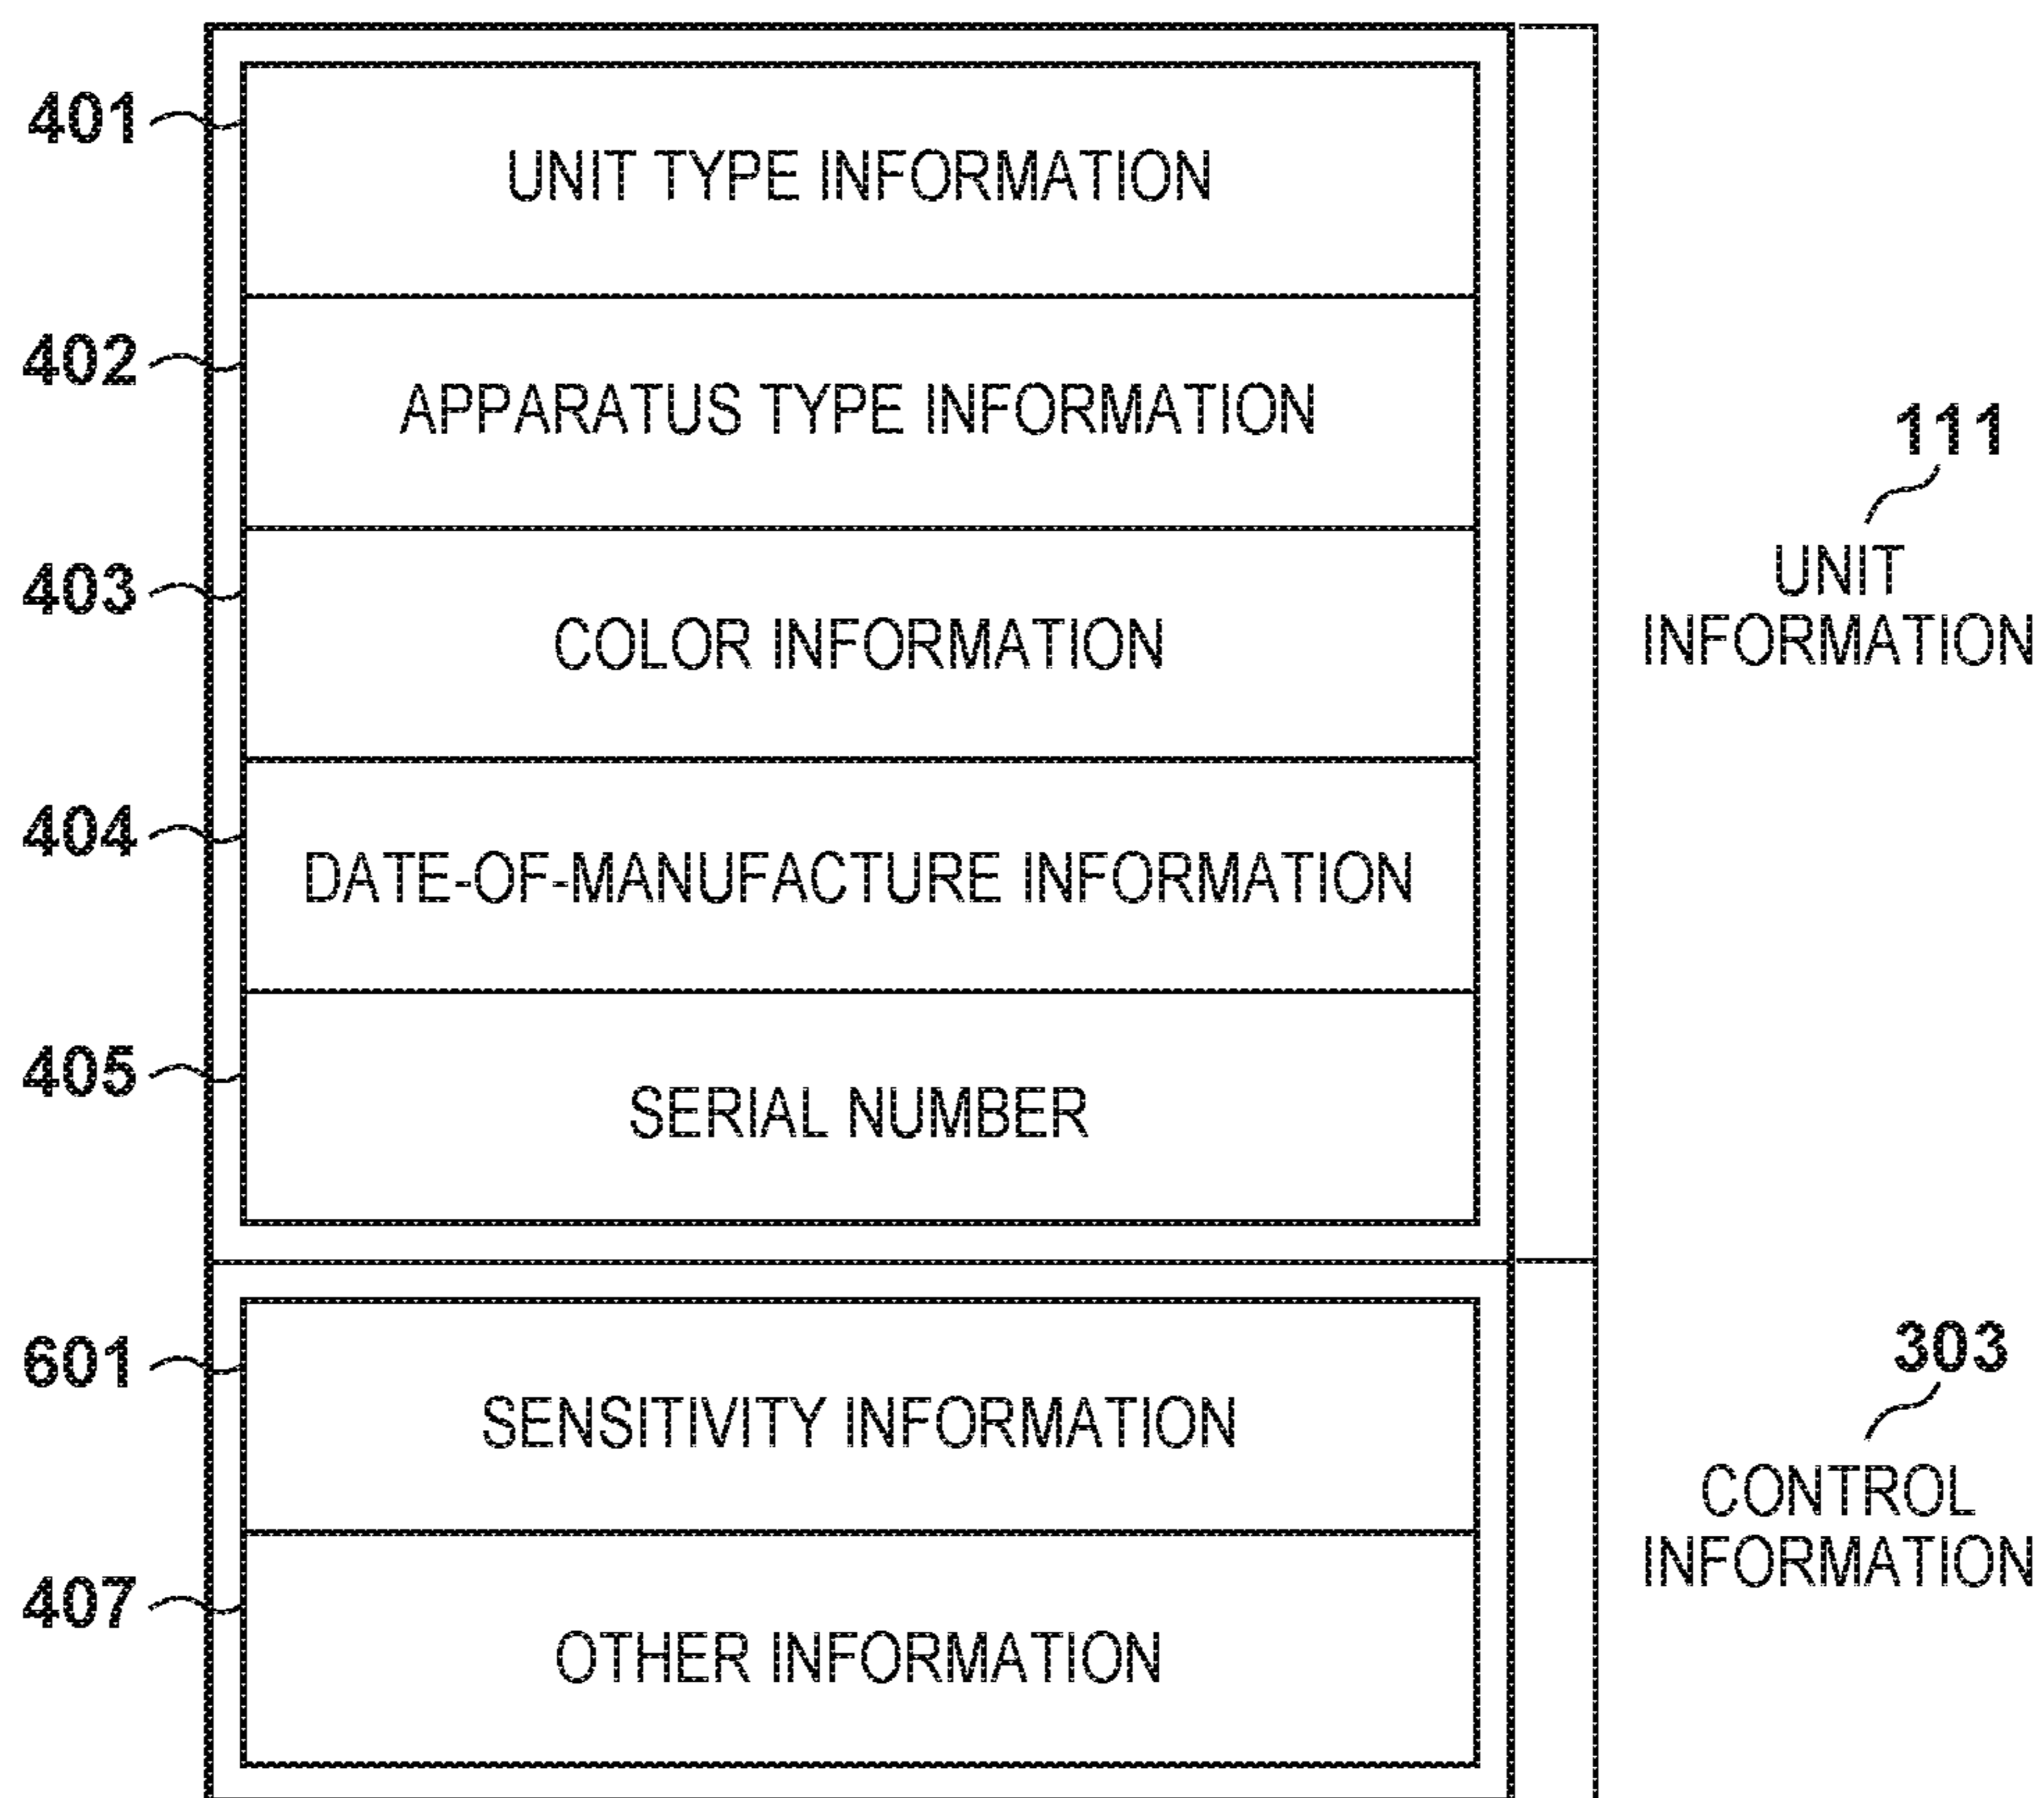 401
UNIT TYPE INFORMATION
402
APPARATUS TYPE INFORMATION
111
403
COLOR INFORMATION
UNIT
INFORMATION
404
DATE-OF-MANUFACTURE INFORMATION
405
SERIAL NUMBER
601
SENSITIVITY INFORMATION
303
CONTROL
INFORMATION
407
OTHER INFORMATION